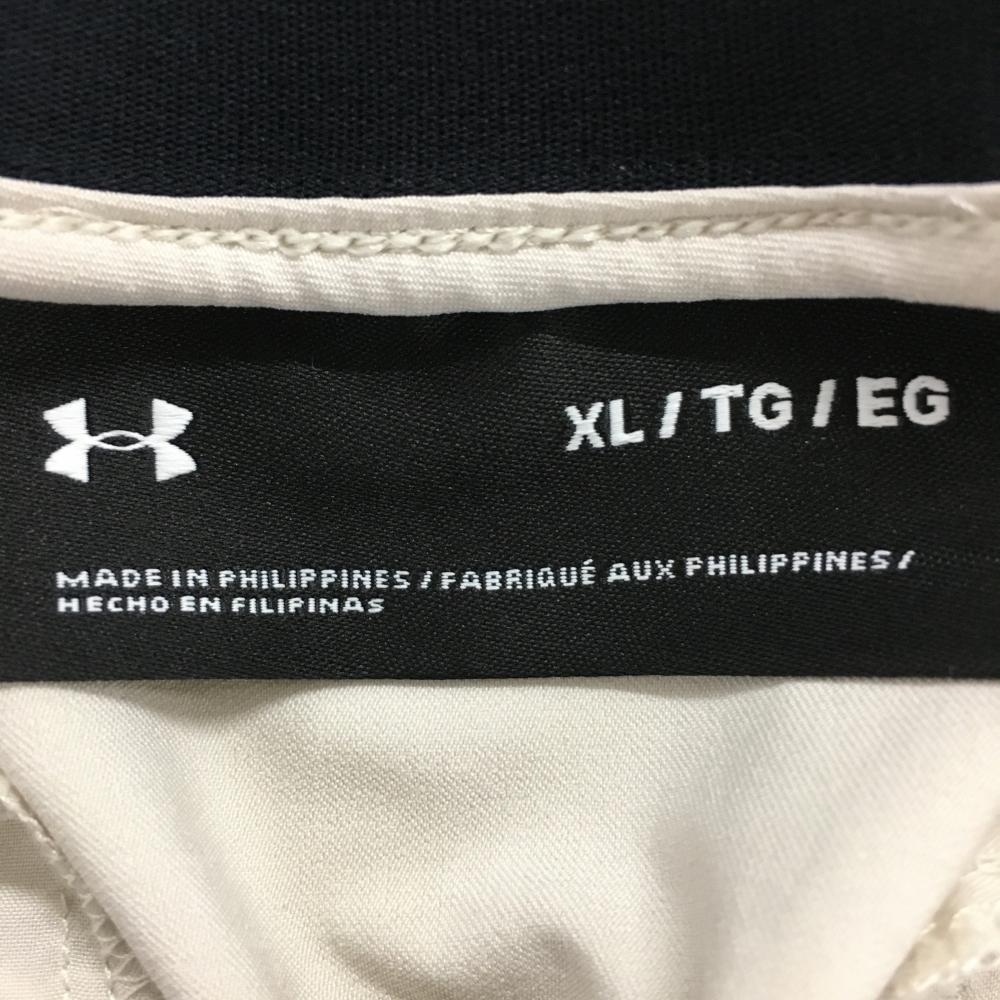 XL / TG / EG
MADE IN PHILIPPINES / FABRIQUÉ AUX PHILIPPINES /
HECHO EN FILIPINAS